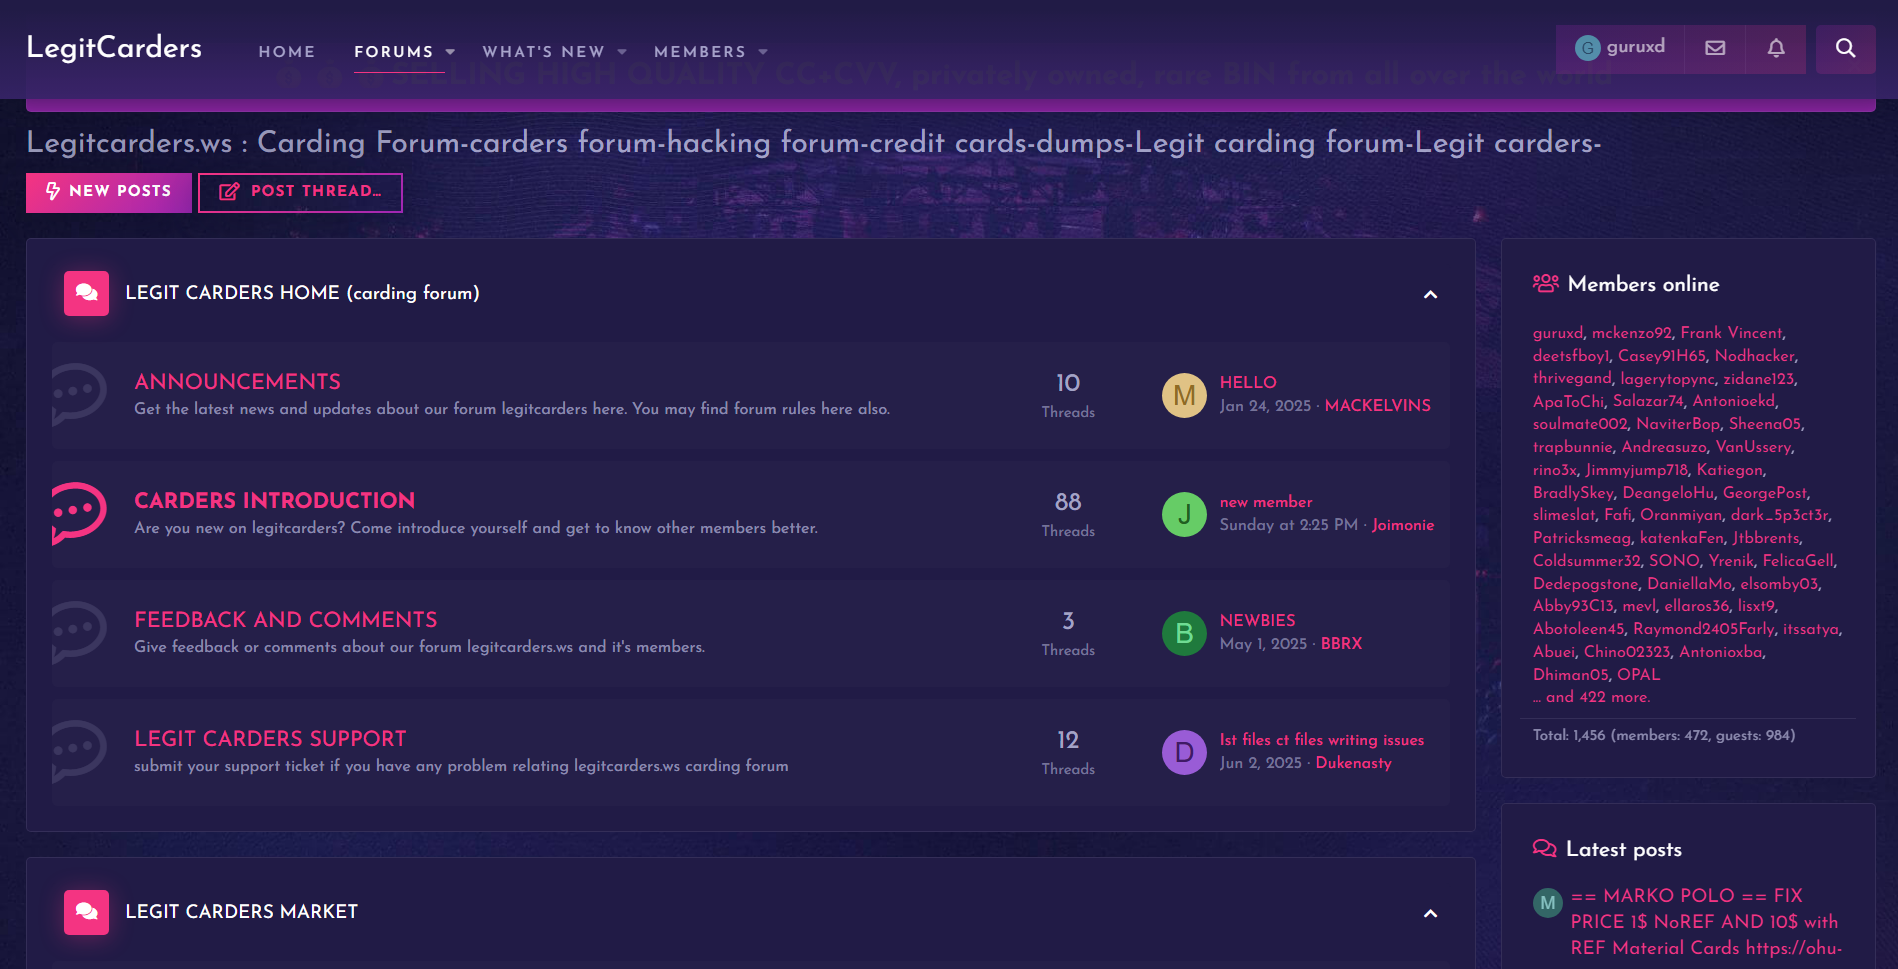 LegitCarders
HOME
FORUMS
WHAT'S NEW
MEMBERS
G guruxd
SELLING HIGH QUALITY CC+CVV, privately owned, rare BIN from all over the world
Legitcarders.ws : Carding Forum-carders forum-hacking forum-credit cards-dumps-Legit carding forum-Legit carders-
NEW POSTS
POST THREAD...
LEGIT CARDERS HOME (carding forum)
ANNOUNCEMENTS
Get the latest news and updates about our forum legitcarders here. You may find forum rules here also.
10
Threads
M
HELLO
Jan 24, 2025 · MACKELVINS
CARDERS INTRODUCTION
Are you new on legitcarders? Come introduce yourself and get to know other members better.
88
Threads
J
new member
Sunday at 2:25 PM · Joimonie
FEEDBACK AND COMMENTS
Give feedback or comments about our forum legitcarders.ws and it's members.
3
Threads
B
NEWBIES
May 1, 2025 · BBRX
LEGIT CARDERS SUPPORT
submit your support ticket if you have any problem relating legitcarders.ws carding forum
12
Threads
D
Ist files ct files writing issues
Jun 2, 2025 · Dukenasty
LEGIT CARDERS MARKET
Members online
guruxd, mckenzo92, Frank Vincent,
deetsfboy1, Casey91H65, Nodhacker,
thrivegand, lagerytopync, zidane123,
ApaToChi, Salazar74, Antonioekd,
soulmate002, NaviterBop, Sheena05,
trapbunnie, Andreasuzo, VanUssery,
rino3x, Jimmyjump718, Katiegon,
BradlySkey, DeangeloHu, GeorgePost,
slimeslat, Fafi, Oranmiyan, dark_5p3ct3r,
Patricksmeag, katenkaFen, Jtbbrents,
Coldsummer32, SONO, Yrenik, FelicaGell,
Dedepogstone, DaniellaMo, elsomby03,
Abby93C13, mevl, ellaros36, lisxt9,
Abotoleen45, Raymond2405Farly, itssatya,
Abuei, Chino02323, Antonioxba,
Dhiman05, OPAL
... and 422 more.
Total: 1,456 (members: 472, guests: 984)
Latest posts
M
== MARKO POLO == FIX
PRICE 1$ NoREF AND 10$ with
REF Material Cards https://ohu-